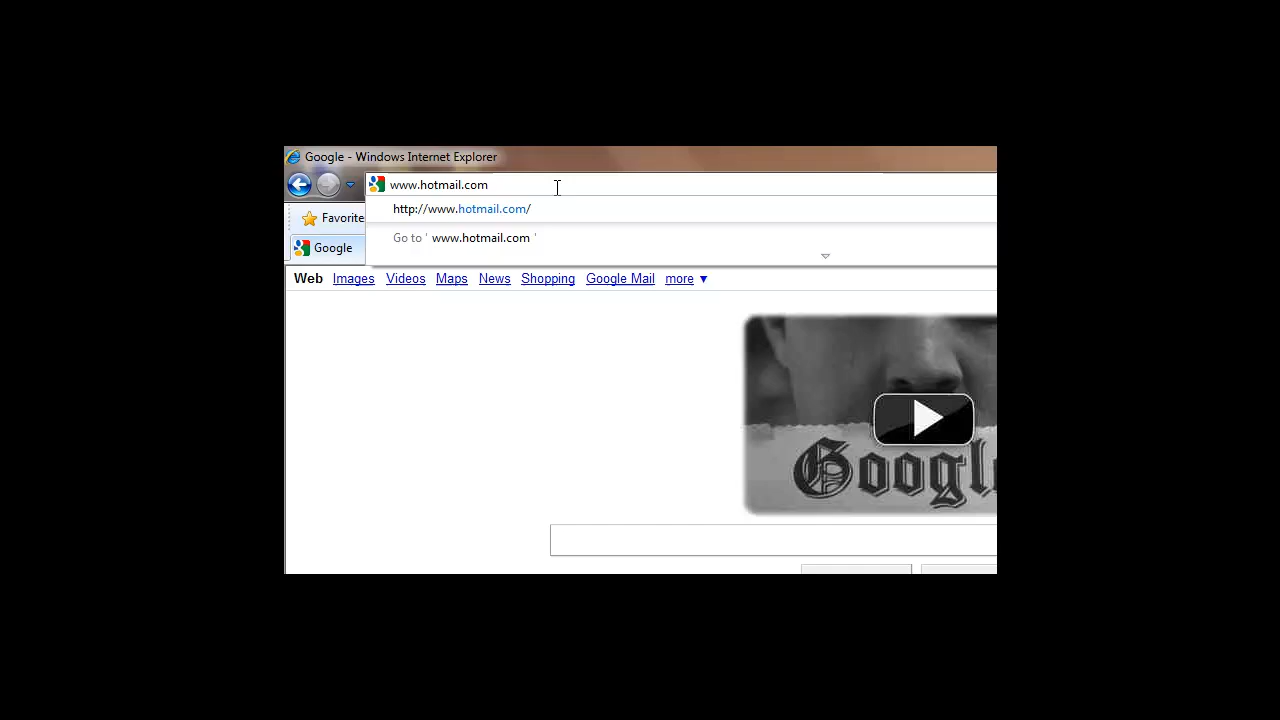 Google - Windows Internet Explorer
www.hotmail.com
http://www.hotmail.com/
Favorite
Go to ' www.hotmail.com '
Google
Web Images Videos Maps News Shopping Google Mail more ▼
Googl